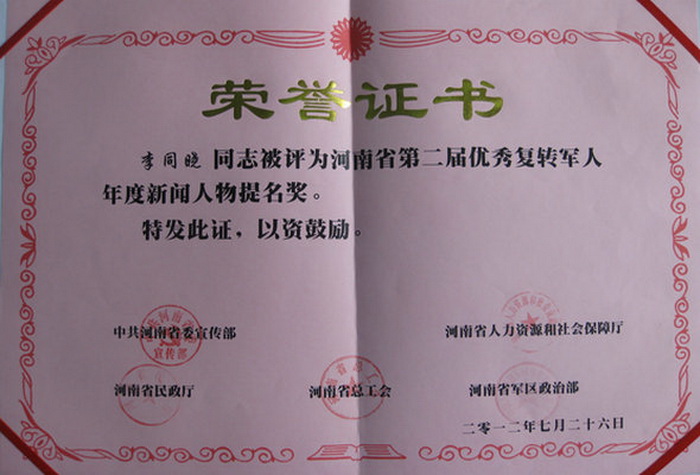 荣誉证书
李同晓 同志被评为河南省第二届优秀复转军人
年度新闻人物提名奖。
特发此证，以资鼓励。
中共河南省委宣传部
河南省人力资源和社会保障厅
河南省民政厅
河南省总工会
河南省军区政治部
二零一二年七月二十六日